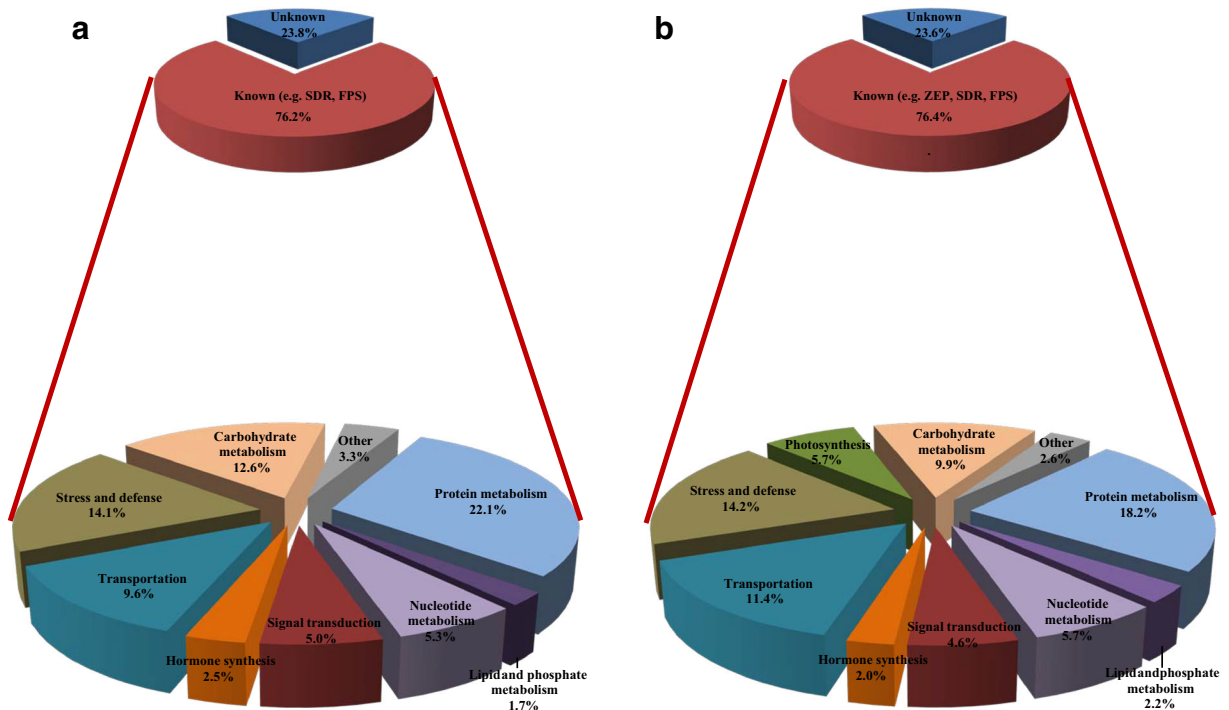 a
Unknown
23.8%
Known (e.g. SDR, FPS)
76.2%
Carbohydrate
metabolism
12.6%
Other
3.3%
Protein metabolism
22.1%
Stress and defense
14.1%
Transportation
9.6%
Hormone synthesis
2.5%
Signal transduction
5.0%
Nucleotide
metabolism
5.3%
Lipidand phosphate
metabolism
1.7%
b
Unknown
23.6%
Known (e.g. ZEP, SDR, FPS)
76.4%
.
Photosynthesis
5.7%
Carbohydrate
metabolism
9.9%
Other
2.6%
Protein metabolism
18.2%
Stress and defense
14.2%
Transportation
11.4%
Hormone synthesis
2.0%
Signal transduction
4.6%
Nucleotide
metabolism
5.7%
Lipidandphosphate
metabolism
2.2%